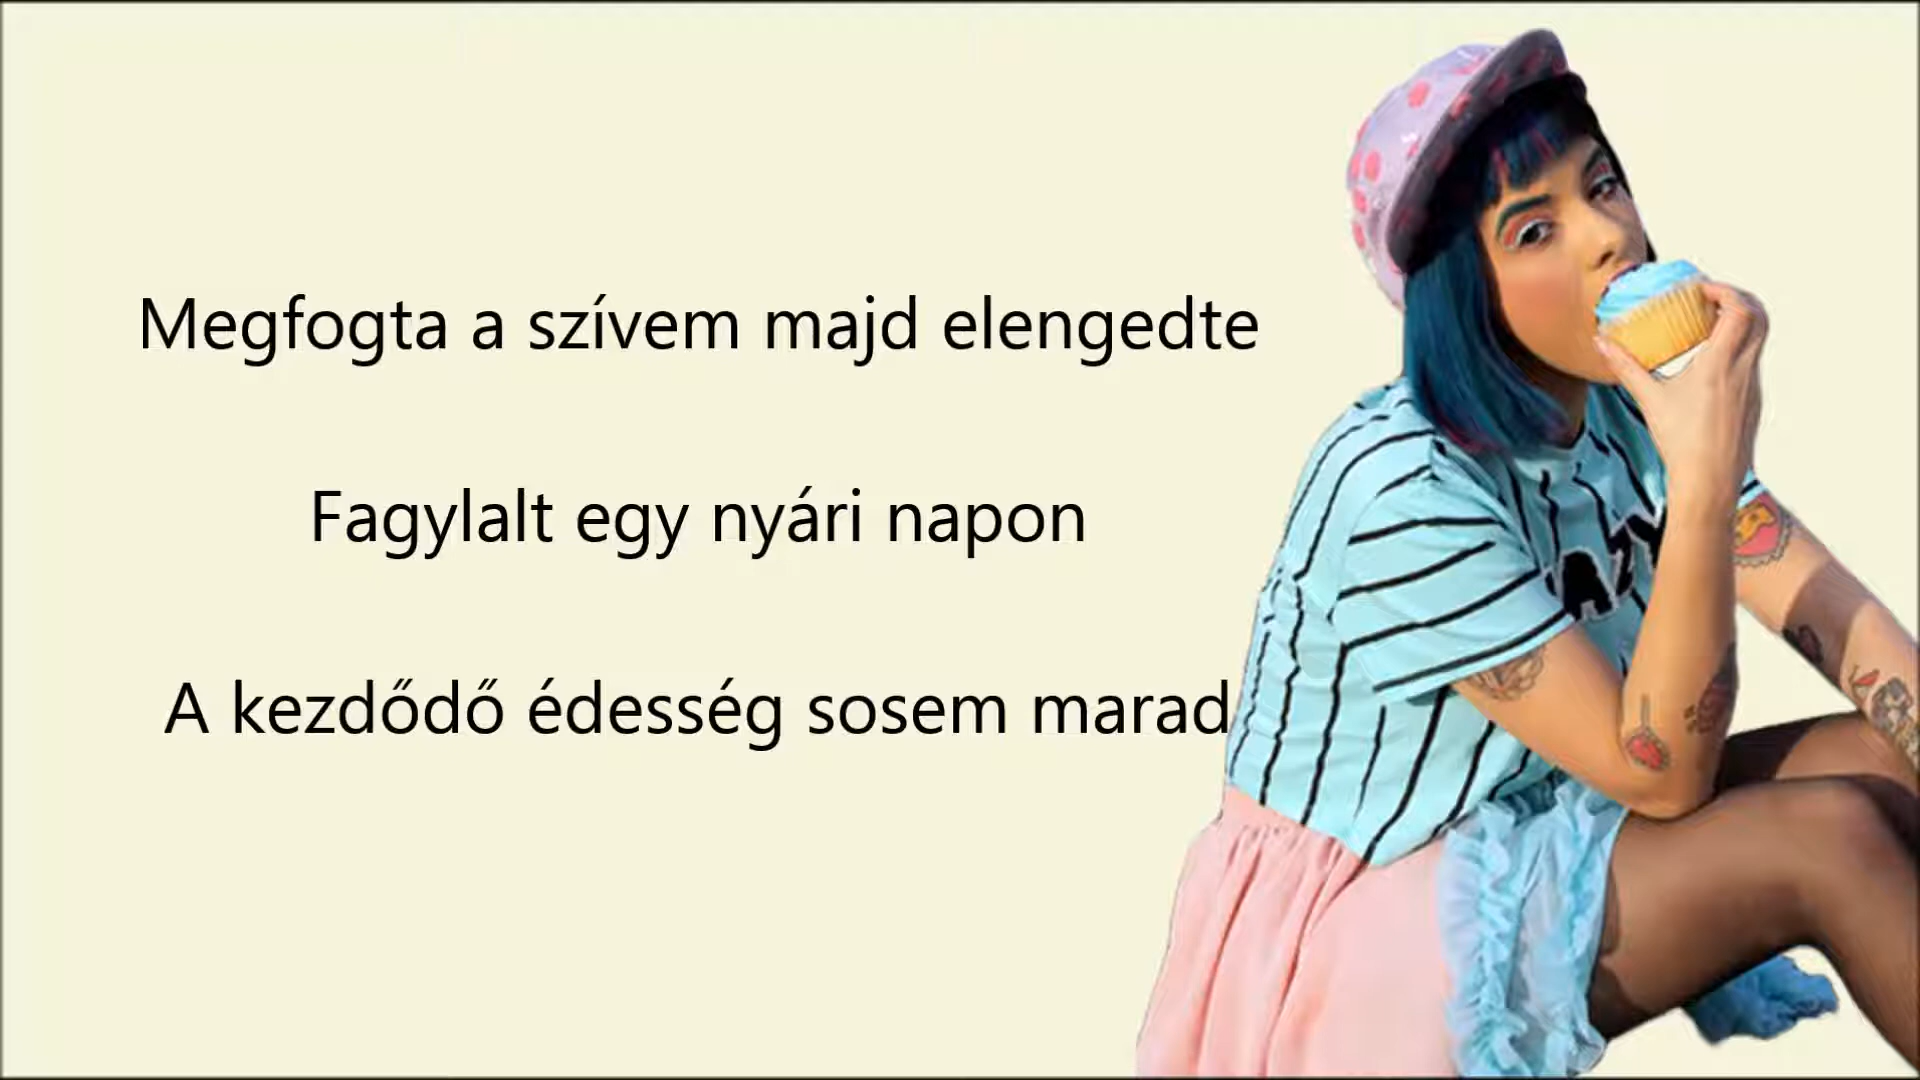 Megfogta a szívem majd elengedte
Fagylalt egy nyári napon
A kezdődő édesség sosem marad